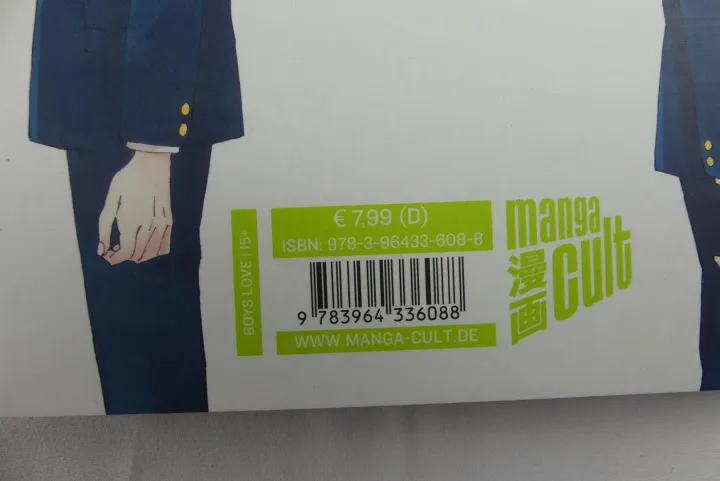 BOYS LOVE | 15+
€ 7,99 (D)
ISBN: 978-3-96433-608-8
9 783964 336088
WWW.MANGA-CULT.DE
manga
cult
漫画